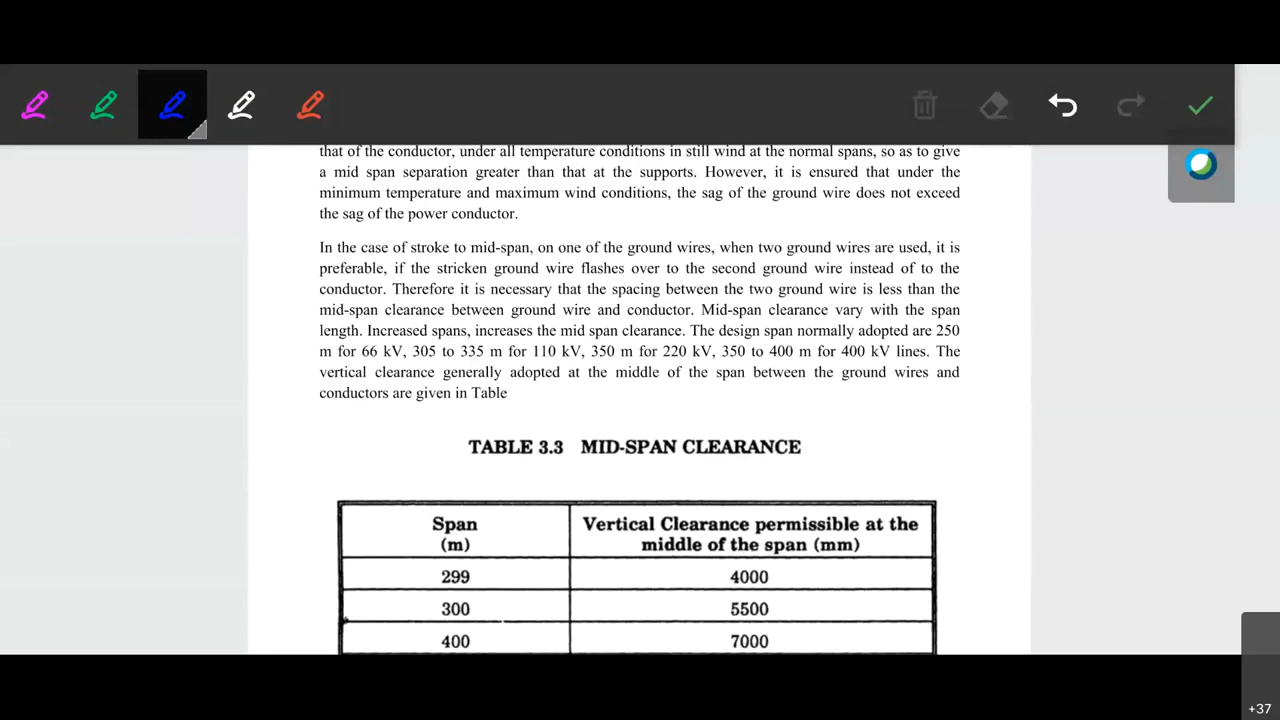 that of the conductor, under all temperature conditions in still wind at the normal spans, so as to give
a mid span separation greater than that at the supports. However, it is ensured that under the
minimum temperature and maximum wind conditions, the sag of the ground wire does not exceed
the sag of the power conductor.
In the case of stroke to mid-span, on one of the ground wires, when two ground wires are used, it is
preferable, if the stricken ground wire flashes over to the second ground wire instead of to the
conductor. Therefore it is necessary that the spacing between the two ground wire is less than the
mid-span clearance between ground wire and conductor. Mid-span clearance vary with the span
length. Increased spans, increases the mid span clearance. The design span normally adopted are 250
m for 66 kV, 305 to 335 m for 110 kV, 350 m for 220 kV, 350 to 400 m for 400 kV lines. The
vertical clearance generally adopted at the middle of the span between the ground wires and
conductors are given in Table
TABLE 3.3 MID-SPAN CLEARANCE
Span Vertical Clearance permissible at the
(m) middle of the span (mm)
299 4000
300 5500
400 7000
+37